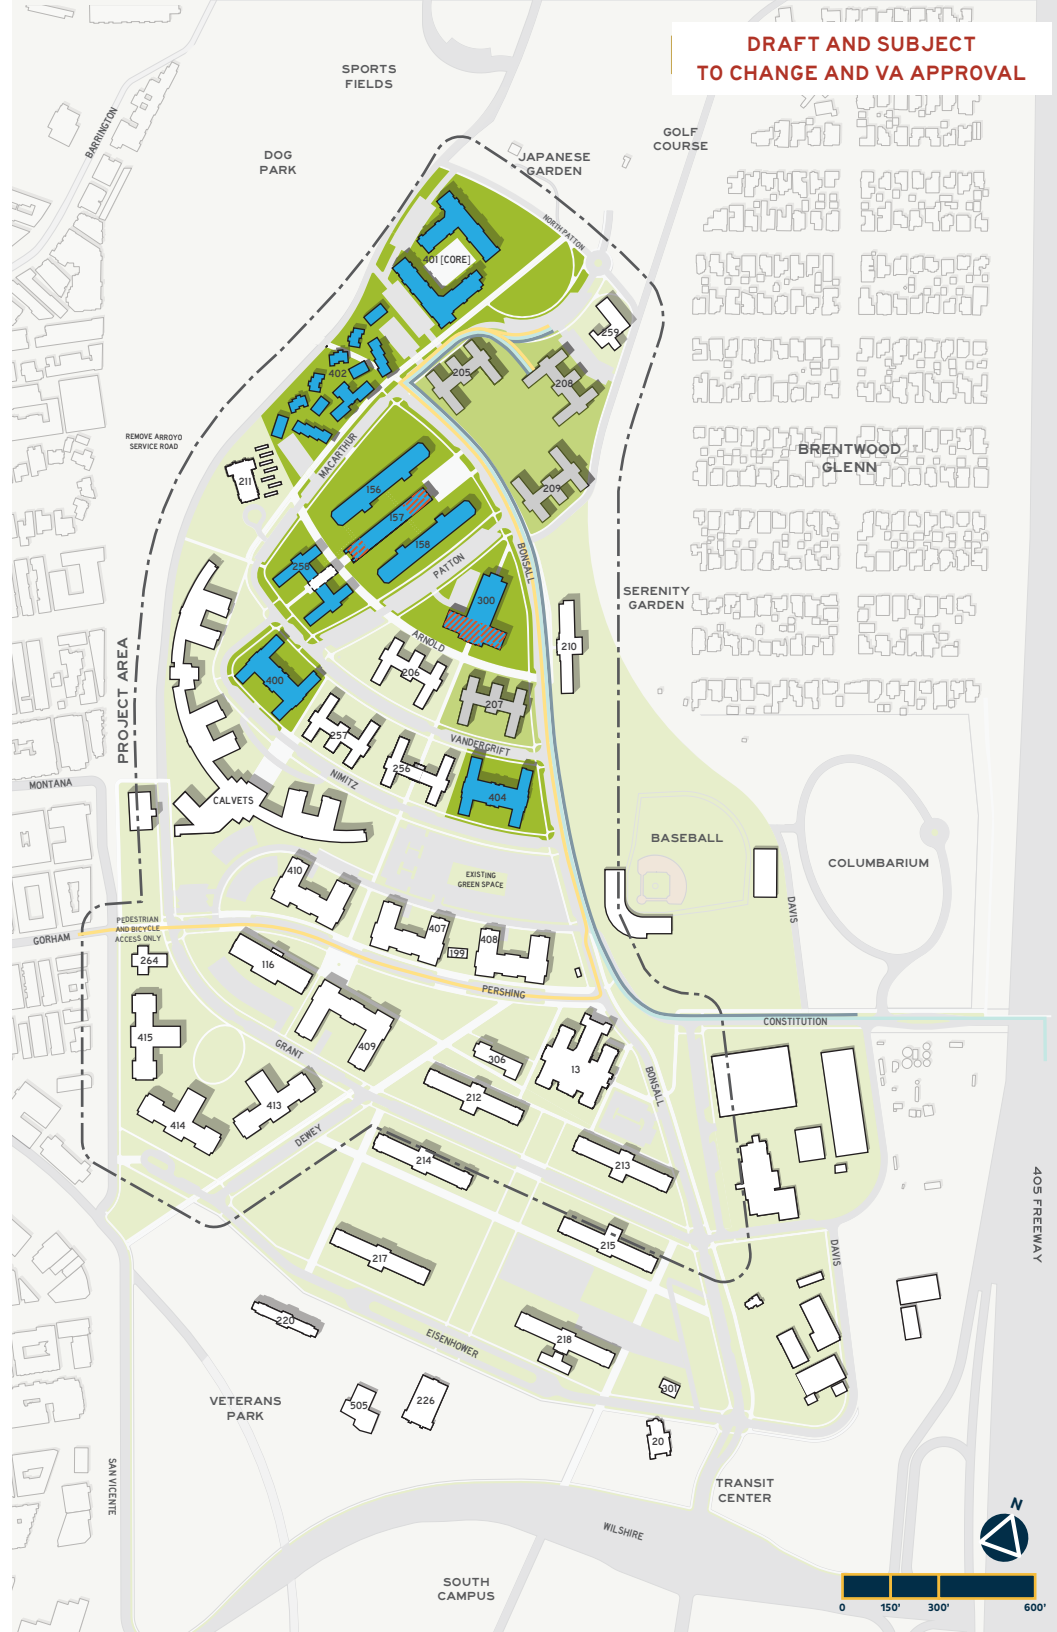 DRAFT AND SUBJECT
TO CHANGE AND VA APPROVAL
SPORTS
FIELDS
BARRINGTON
GOLF
COURSE
DOG
PARK
JAPANESE
GARDEN
NORTH PATTON
401 [CORE]
259
402
205
208
REMOVE ARROYO
SERVICE ROAD
MACARTHUR
BRENTWOOD
GLENN
211
156
209
157
158
BONSALL
PATTON
258
300
SERENITY
GARDEN
ARNOLD
210
PROJECT AREA
206
400
207
257
VANDERGRIFT
256
NIMITZ
MONTANA
404
CALVETS
BASEBALL
COLUMBARIUM
410
EXISTING
GREEN SPACE
DAVIS
PEDESTRIAN
AND BICYCLE
ACCESS ONLY
GORHAM
407
408
199
264
116
PERSHING
CONSTITUTION
415
GRANT
409
306
13
BONSALL
212
413
414
DEWEY
214
213
405 FREEWAY
215
217
DAVIS
220
EISENHOWER
218
301
VETERANS
PARK
505
226
20
SAN VICENTE
TRANSIT
CENTER
WILSHIRE
N
SOUTH
CAMPUS
0 150' 300' 600'